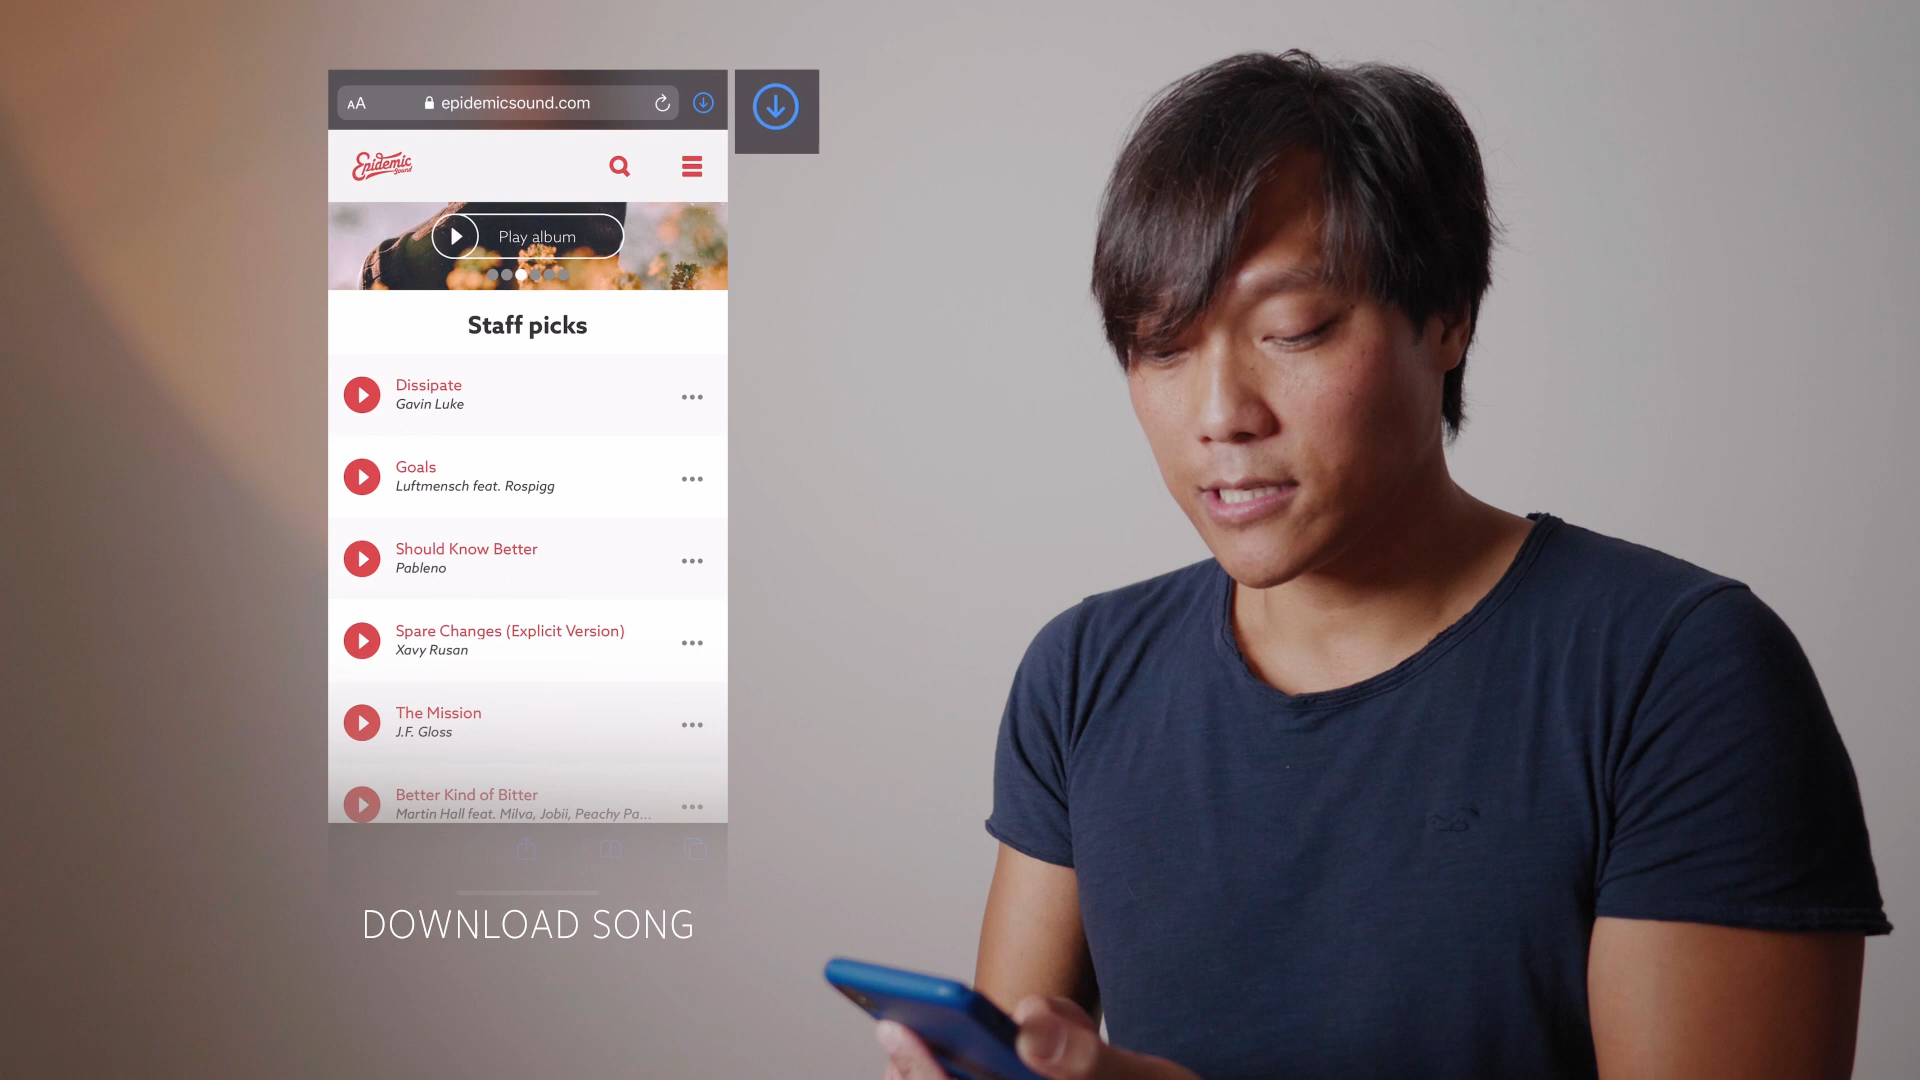 AA
epidemicsound.com
Epidemic
Sound
Play album
Staff picks
Dissipate
Gavin Luke
Goals
Luftmensch feat. Rospigg
Should Know Better
Pableno
Spare Changes (Explicit Version)
Xavy Rusan
The Mission
J.F. Gloss
Better Kind of Bitter
Martin Hall feat. Milva, Jobii, Peachy Pa...
DOWNLOAD SONG